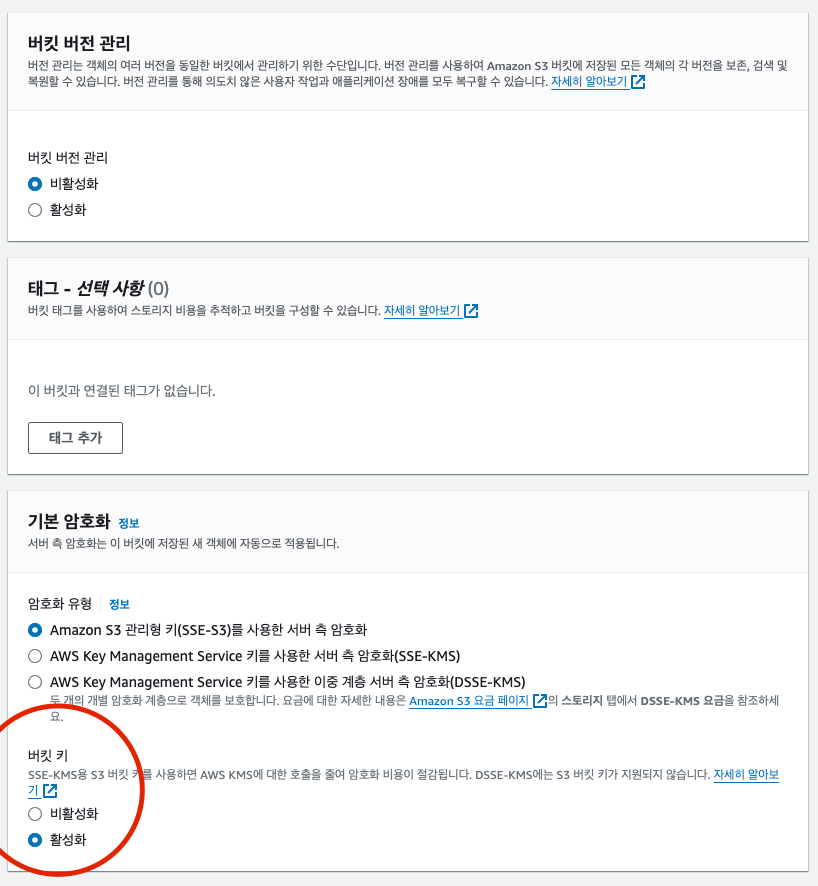 버킷 버전 관리
버전 관리는 객체의 여러 버전을 동일한 버킷에서 관리하기 위한 수단입니다. 버전 관리를 사용하여 Amazon S3 버킷에 저장된 모든 객체의 각 버전을 보존, 검색 및
복원할 수 있습니다. 버전 관리를 통해 의도치 않은 사용자 작업과 애플리케이션 장애를 모두 복구할 수 있습니다. 자세히 알아보기
버킷 버전 관리
비활성화
활성화
태그 - 선택 사항 (0)
버킷 태그를 사용하여 스토리지 비용을 추적하고 버킷을 구성할 수 있습니다. 자세히 알아보기
이 버킷과 연결된 태그가 없습니다.
태그 추가
기본 암호화 정보
서버 측 암호화는 이 버킷에 저장된 새 객체에 자동으로 적용됩니다.
암호화 유형 정보
Amazon S3 관리형 키(SSE-S3)를 사용한 서버 측 암호화
AWS Key Management Service 키를 사용한 서버 측 암호화(SSE-KMS)
AWS Key Management Service 키를 사용한 이중 계층 서버 측 암호화(DSSE-KMS)
두 개의 개별 암호화 계층으로 객체를 보호합니다. 요금에 대한 자세한 내용은 Amazon S3 요금 페이지의 스토리지 탭에서 DSSE-KMS 요금을 참조하세
요.
버킷 키
SSE-KMS용 S3 버킷 키를 사용하면 AWS KMS에 대한 호출을 줄여 암호화 비용이 절감됩니다. DSSE-KMS에는 S3 버킷 키가 지원되지 않습니다. 자세히 알아보
기
비활성화
활성화